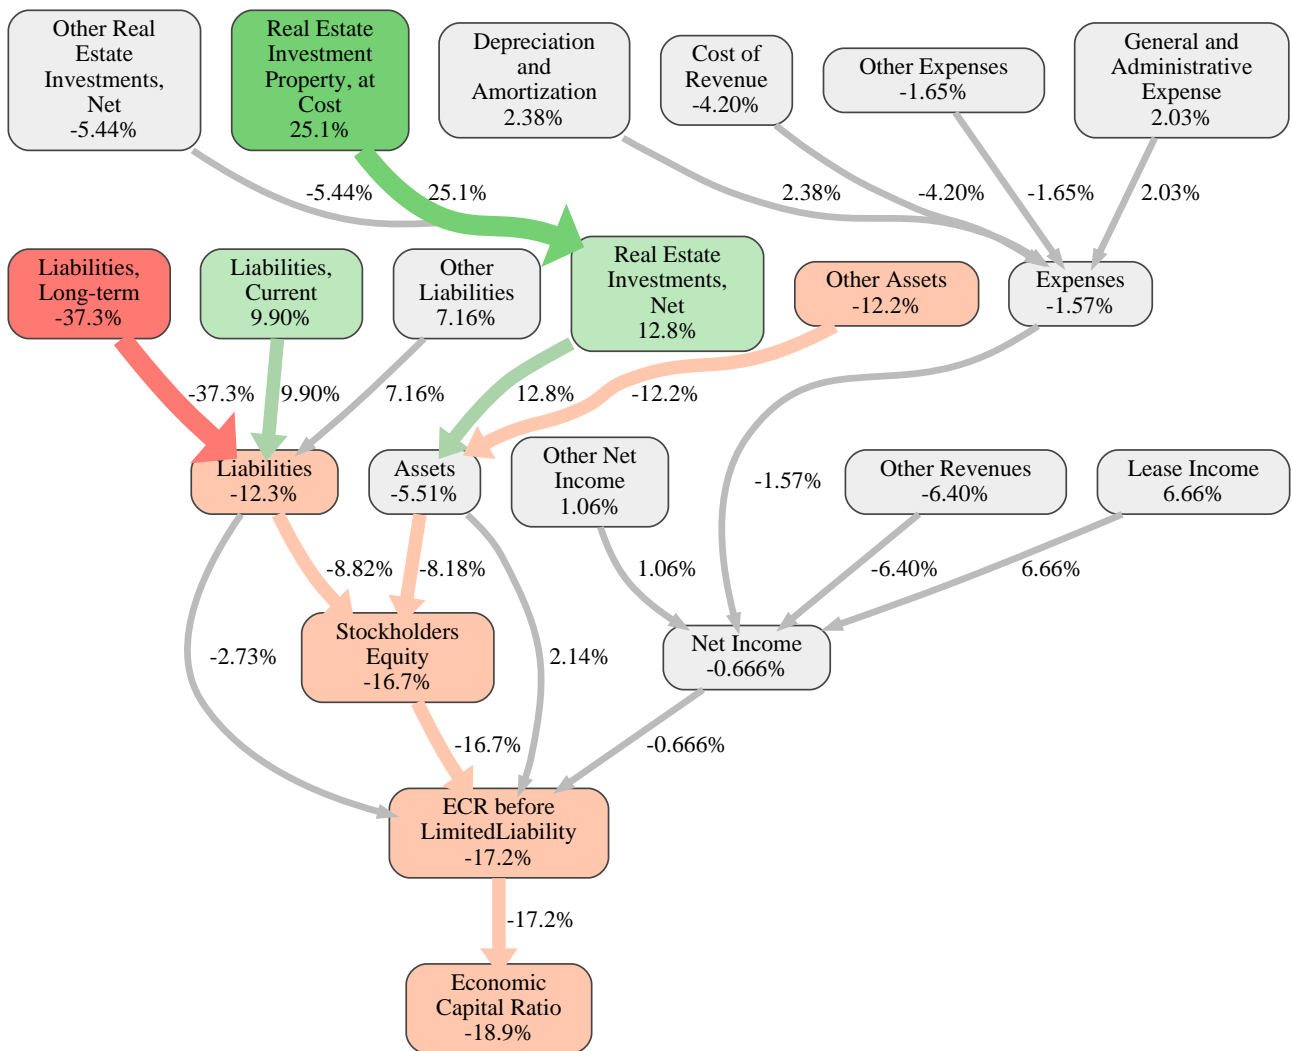 Other Real
Estate
Investments,
Net
-5.44%
Real Estate
Investment
Property, at
Cost
25.1%
Depreciation
and
Amortization
2.38%
Cost of
Revenue
-4.20%
Other Expenses
-1.65%
General and
Administrative
Expense
2.03%
-5.44%
25.1%
2.38%
-4.20%
-1.65%
2.03%
Liabilities,
Long-term
-37.3%
Liabilities,
Current
9.90%
Other
Liabilities
7.16%
Real Estate
Investments,
Net
12.8%
Other Assets
-12.2%
Expenses
-1.57%
-37.3%
9.90%
7.16%
12.8%
-12.2%
Liabilities
-12.3%
Assets
-5.51%
Other Net
Income
1.06%
-1.57%
Other Revenues
-6.40%
Lease Income
6.66%
-8.82%
-8.18%
1.06%
-6.40%
6.66%
Stockholders
Equity
-16.7%
-2.73%
2.14%
Net Income
-0.666%
-16.7%
-0.666%
ECR before
LimitedLiability
-17.2%
-17.2%
Economic
Capital Ratio
-18.9%